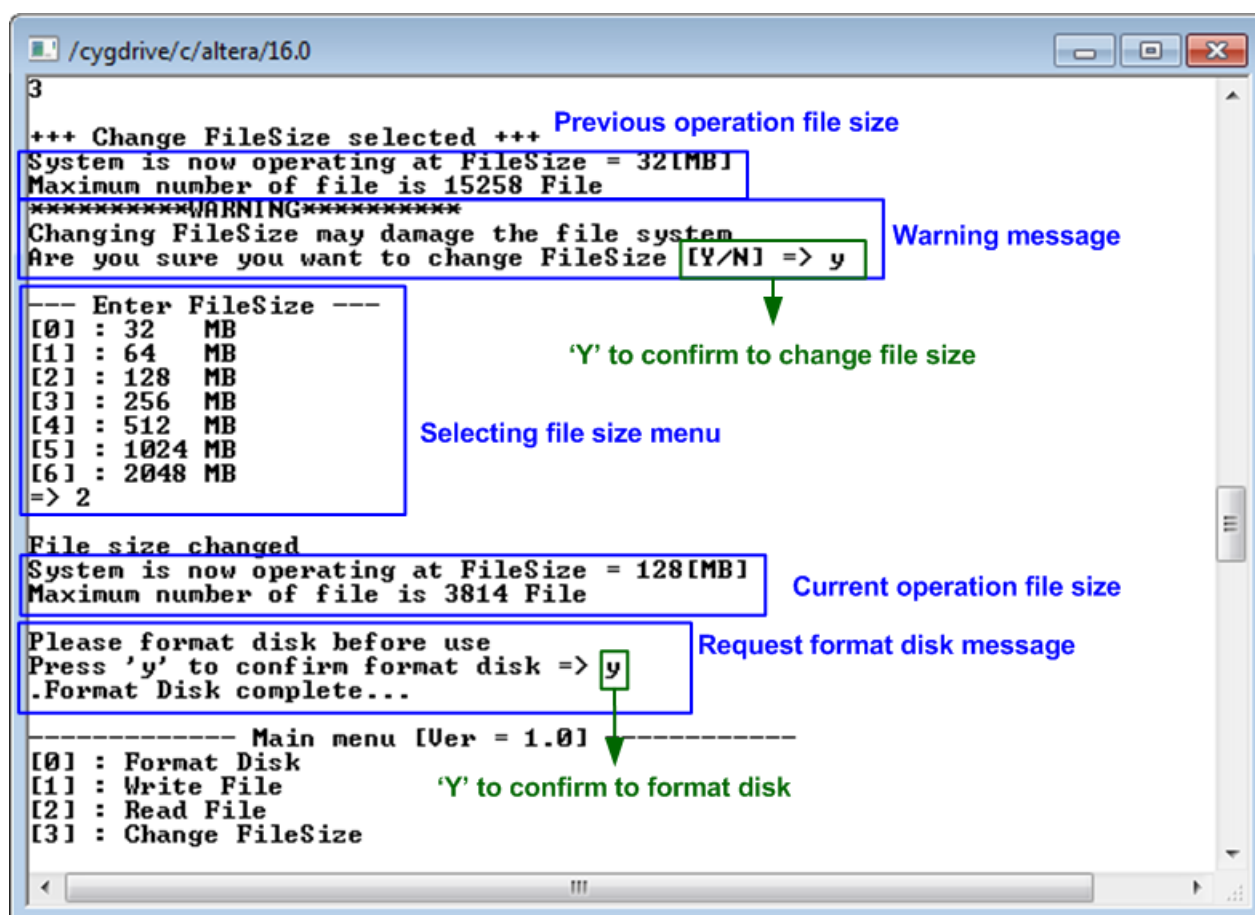 /cygdrive/c/altera/16.0
3
+++ Change FileSize selected +++
Previous operation file size
System is now operating at FileSize = 32[MB]
Maximum number of file is 15258 File
**********WARNING**********
Changing FileSize may damage the file system
Warning message
Are you sure you want to change FileSize [Y/N] => y
--- Enter FileSize ---
[0] : 32 MB
[1] : 64 MB
‘Y’ to confirm to change file size
[2] : 128 MB
[3] : 256 MB
[4] : 512 MB
Selecting file size menu
[5] : 1024 MB
[6] : 2048 MB
=> 2
File size changed
System is now operating at FileSize = 128[MB]
Maximum number of file is 3814 File
Current operation file size
Please format disk before use
Request format disk message
Press 'y' to confirm format disk => y
.Format Disk complete...
------------- Main menu [Ver = 1.0] ------------
[0] : Format Disk
[1] : Write File
‘Y’ to confirm to format disk
[2] : Read File
[3] : Change FileSize